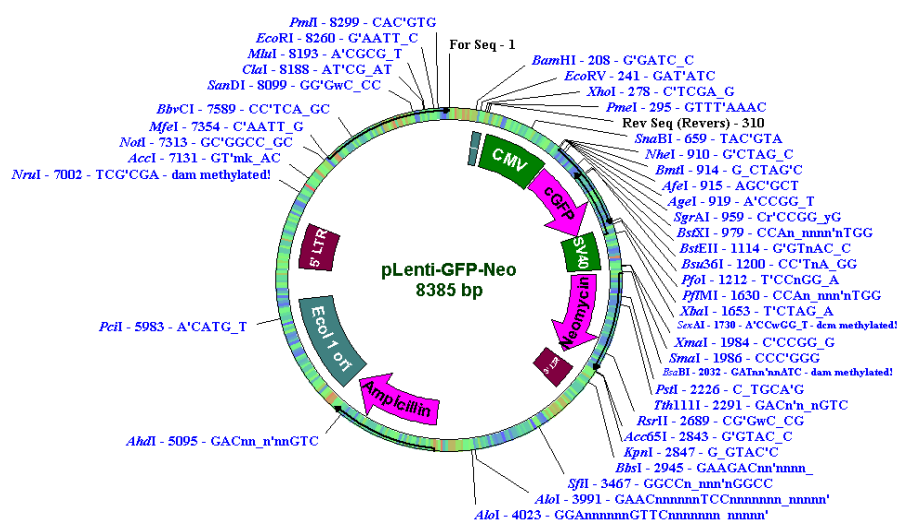 PmlI - 8299 - CAC'GTG
EcoRI - 8260 - G'AATT_C
MluI - 8193 - A'CGCG_T
ClaI - 8188 - AT'CG_AT
SanDI - 8099 - GG'GwC_CC
BbvCI - 7589 - CC'TCA_GC
MfeI - 7354 - C'AATT_G
NotI - 7313 - GC'GGCC_GC
AccI - 7131 - GT'mk_AC
NruI - 7002 - TCG'CGA - dam methylated!
PciI - 5983 - A'CATG_T
AhdI - 5095 - GACnn_n'nnGTC
For Seq - 1
BamHI - 208 - G'GATC_C
EcoRV - 241 - GAT'ATC
XhoI - 278 - C'TCGA_G
PmeI - 295 - GTTT'AAAC
Rev Seq (Revers) - 310
SnaBI - 659 - TAC'GTA
NheI - 910 - G'CTAG_C
BmtI - 914 - G_CTAG'C
AfeI - 915 - AGC'GCT
AgeI - 919 - A'CCGG_T
SgrAI - 959 - Cr'CCGG_yG
BstXI - 979 - CCAn_nnnn'nTGG
BstEII - 1114 - G'GTnAC_C
Bsu36I - 1200 - CC'TnA_GG
PfoI - 1212 - T'CCnGG_A
PflMI - 1630 - CCAn_nnn'nTGG
XbaI - 1653 - T'CTAG_A
SexAI - 1730 - A'CCwGG_T - dcm methylated!
XmaI - 1984 - C'CCGG_G
SmaI - 1986 - CCC'GGG
BsaBI - 2032 - GATnn'nnATC - dam methylated!
PstI - 2226 - C_TGCA'G
Tth111I - 2291 - GACn'n_nGTC
RsrII - 2689 - CG'GwC_CG
Acc65I - 2843 - G'GTAC_C
KpnI - 2847 - G_GTAC'C
BbsI - 2945 - GAAGACnn'nnnn_
SfiI - 3467 - GGCCn_nnn'nGGCC
AloI - 3991 - GAACnnnnnnTCCnnnnnnn_nnnnn'
AloI - 4023 - GGAnnnnnnGTTCnnnnnnn_nnnnn'
CMV
cGFP
SV40
Neomycin
3' LTR
Ampicillin
Ecol 1 ori
5' LTR
pLenti-GFP-Neo
8385 bp